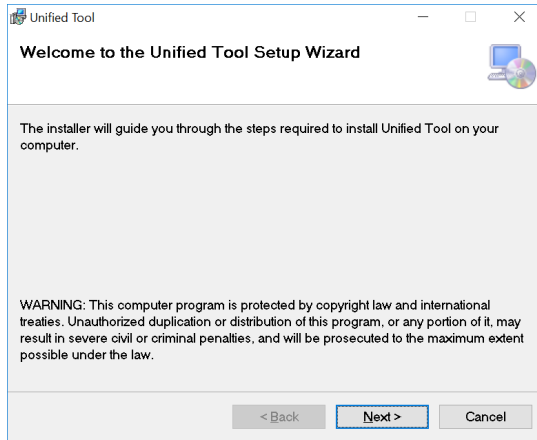 Unified Tool
Welcome to the Unified Tool Setup Wizard
The installer will guide you through the steps required to install Unified Tool on your
computer.
WARNING: This computer program is protected by copyright law and international
treaties. Unauthorized duplication or distribution of this program, or any portion of it, may
result in severe civil or criminal penalties, and will be prosecuted to the maximum extent
possible under the law.
< Back Next > Cancel